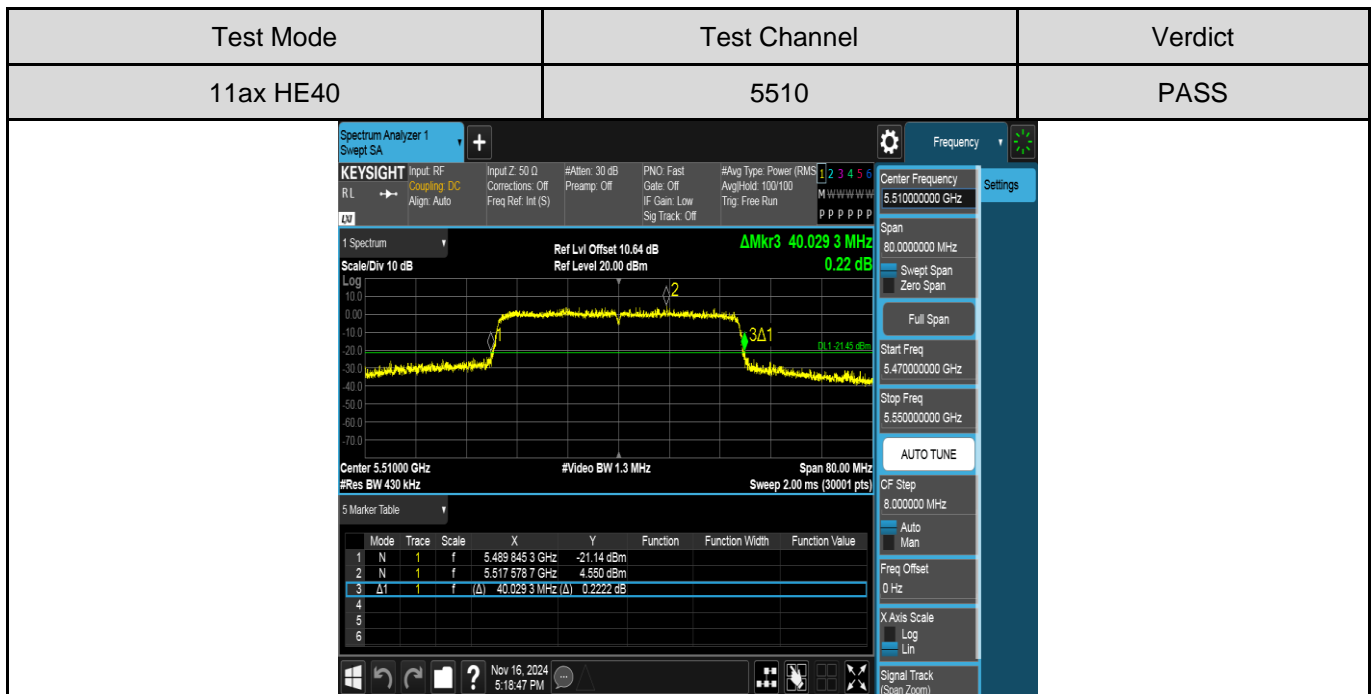 Test Mode Test Channel Verdict
11ax HE40 5510 PASS
Spectrum Analyzer 1
Swept SA
+
Frequency
KEYSIGHT Input: RF Input Z: 50 Ω #Atten: 30 dB PNO: Fast #Avg Type: Power (RMS 1 2 3 4 5 6
RL Coupling: DC Corrections: Off Preamp: Off Gate: Off Avg|Hold: 100/100 M W W W W W
Align: Auto Freq Ref: Int (S) IF Gain: Low Trig: Free Run
LXI Sig Track: Off P P P P P P
1 Spectrum Ref Lvl Offset 10.64 dB ΔMkr3 40.029 3 MHz
Scale/Div 10 dB Ref Level 20.00 dBm 0.22 dB
Log
10.0
2
0.00
-10.0
1
3Δ1
DL1 -21.45 dBm
-20.0
-30.0
-40.0
-50.0
-60.0
-70.0
Center 5.51000 GHz #Video BW 1.3 MHz Span 80.00 MHz
#Res BW 430 kHz Sweep 2.00 ms (30001 pts)
5 Marker Table
Mode Trace Scale X Y Function Function Width Function Value
1 N 1 f 5.489 845 3 GHz -21.14 dBm
2 N 1 f 5.517 578 7 GHz 4.550 dBm
3 Δ1 1 f (Δ) 40.029 3 MHz (Δ) 0.2222 dB
4
5
6
?
Nov 16, 2024
5:18:47 PM
Center Frequency
5.510000000 GHz
Settings
Span
80.0000000 MHz
Swept Span
Zero Span
Full Span
Start Freq
5.470000000 GHz
Stop Freq
5.550000000 GHz
AUTO TUNE
CF Step
8.000000 MHz
Auto
Man
Freq Offset
0 Hz
X Axis Scale
Log
Lin
Signal Track
(Span Zoom)